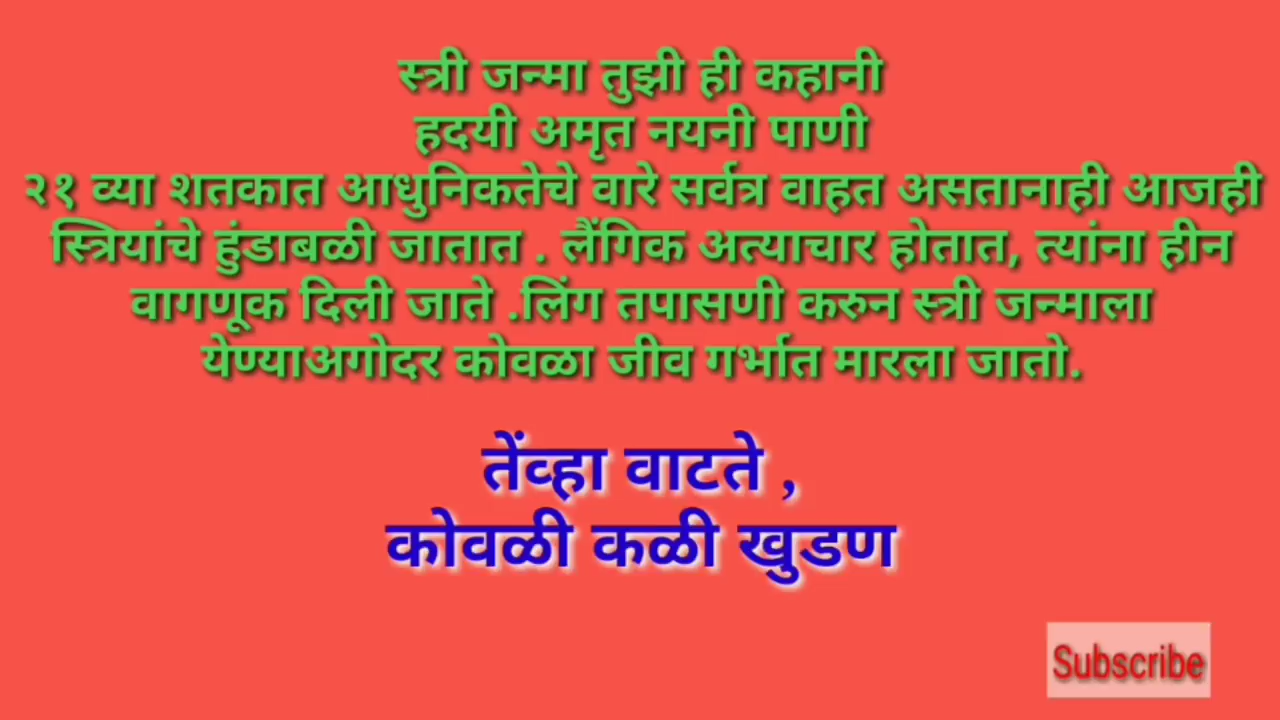 स्त्री जन्मा तुझी ही कहानी
हदयी अमृत नयनी पाणी
२१ व्या शतकात आधुनिकतेचे वारे सर्वत्र वाहत असतानाही आजही
स्त्रियांचे हुंडाबळी जातात . लैंगिक अत्याचार होतात, त्यांना हीन
वागणूक दिली जाते .लिंग तपासणी करुन स्त्री जन्माला
येण्याअगोदर कोवळा जीव गर्भात मारला जातो.
तेंव्हा वाटते ,
कोवळी कळी खुडण
Subscribe